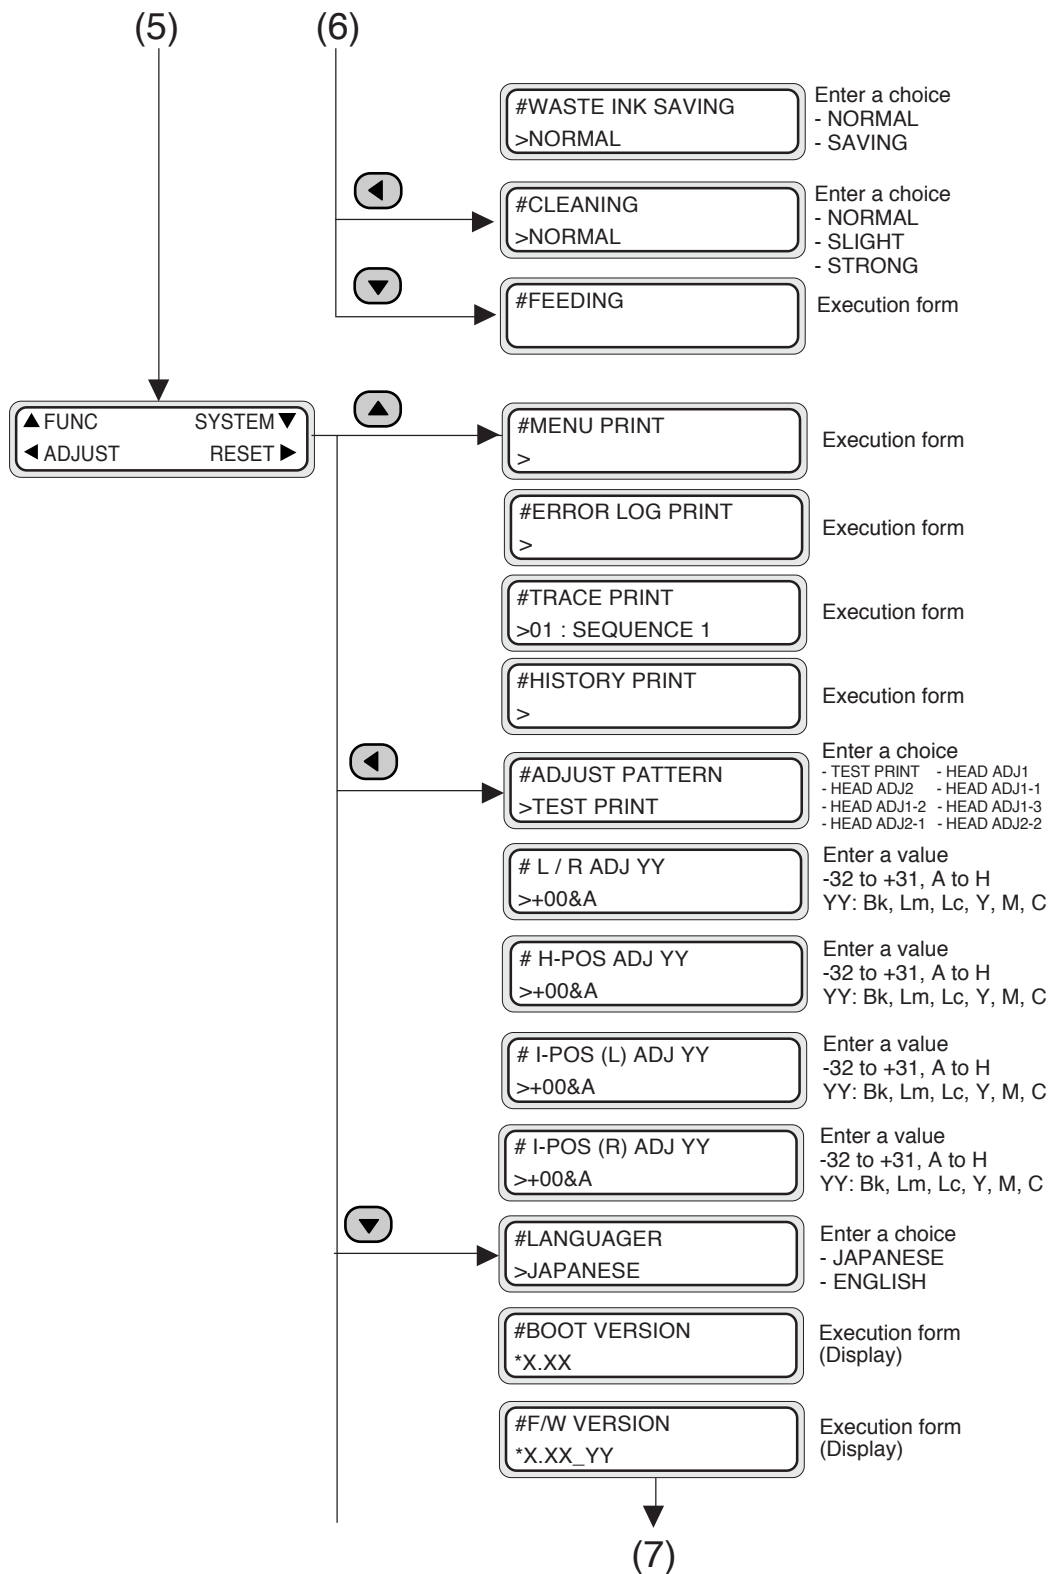 (5) (6)
#WASTE INK SAVING
>NORMAL
Enter a choice
- NORMAL
- SAVING
#CLEANING
>NORMAL
Enter a choice
- NORMAL
- SLIGHT
- STRONG
#FEEDING
Execution form
▲FUNC SYSTEM▼
◀ADJUST RESET▶
#MENU PRINT
>
Execution form
#ERROR LOG PRINT
>
Execution form
#TRACE PRINT
>01 : SEQUENCE 1
Execution form
#HISTORY PRINT
>
Execution form
#ADJUST PATTERN
>TEST PRINT
Enter a choice
- TEST PRINT - HEAD ADJ1
- HEAD ADJ2 - HEAD ADJ1-1
- HEAD ADJ1-2 - HEAD ADJ1-3
- HEAD ADJ2-1 - HEAD ADJ2-2
# L / R ADJ YY
>+00&A
Enter a value
-32 to +31, A to H
YY: Bk, Lm, Lc, Y, M, C
# H-POS ADJ YY
>+00&A
Enter a value
-32 to +31, A to H
YY: Bk, Lm, Lc, Y, M, C
# I-POS (L) ADJ YY
>+00&A
Enter a value
-32 to +31, A to H
YY: Bk, Lm, Lc, Y, M, C
# I-POS (R) ADJ YY
>+00&A
Enter a value
-32 to +31, A to H
YY: Bk, Lm, Lc, Y, M, C
#LANGUAGER
>JAPANESE
Enter a choice
- JAPANESE
- ENGLISH
#BOOT VERSION
*X.XX
Execution form
(Display)
#F/W VERSION
*X.XX_YY
Execution form
(Display)
(7)